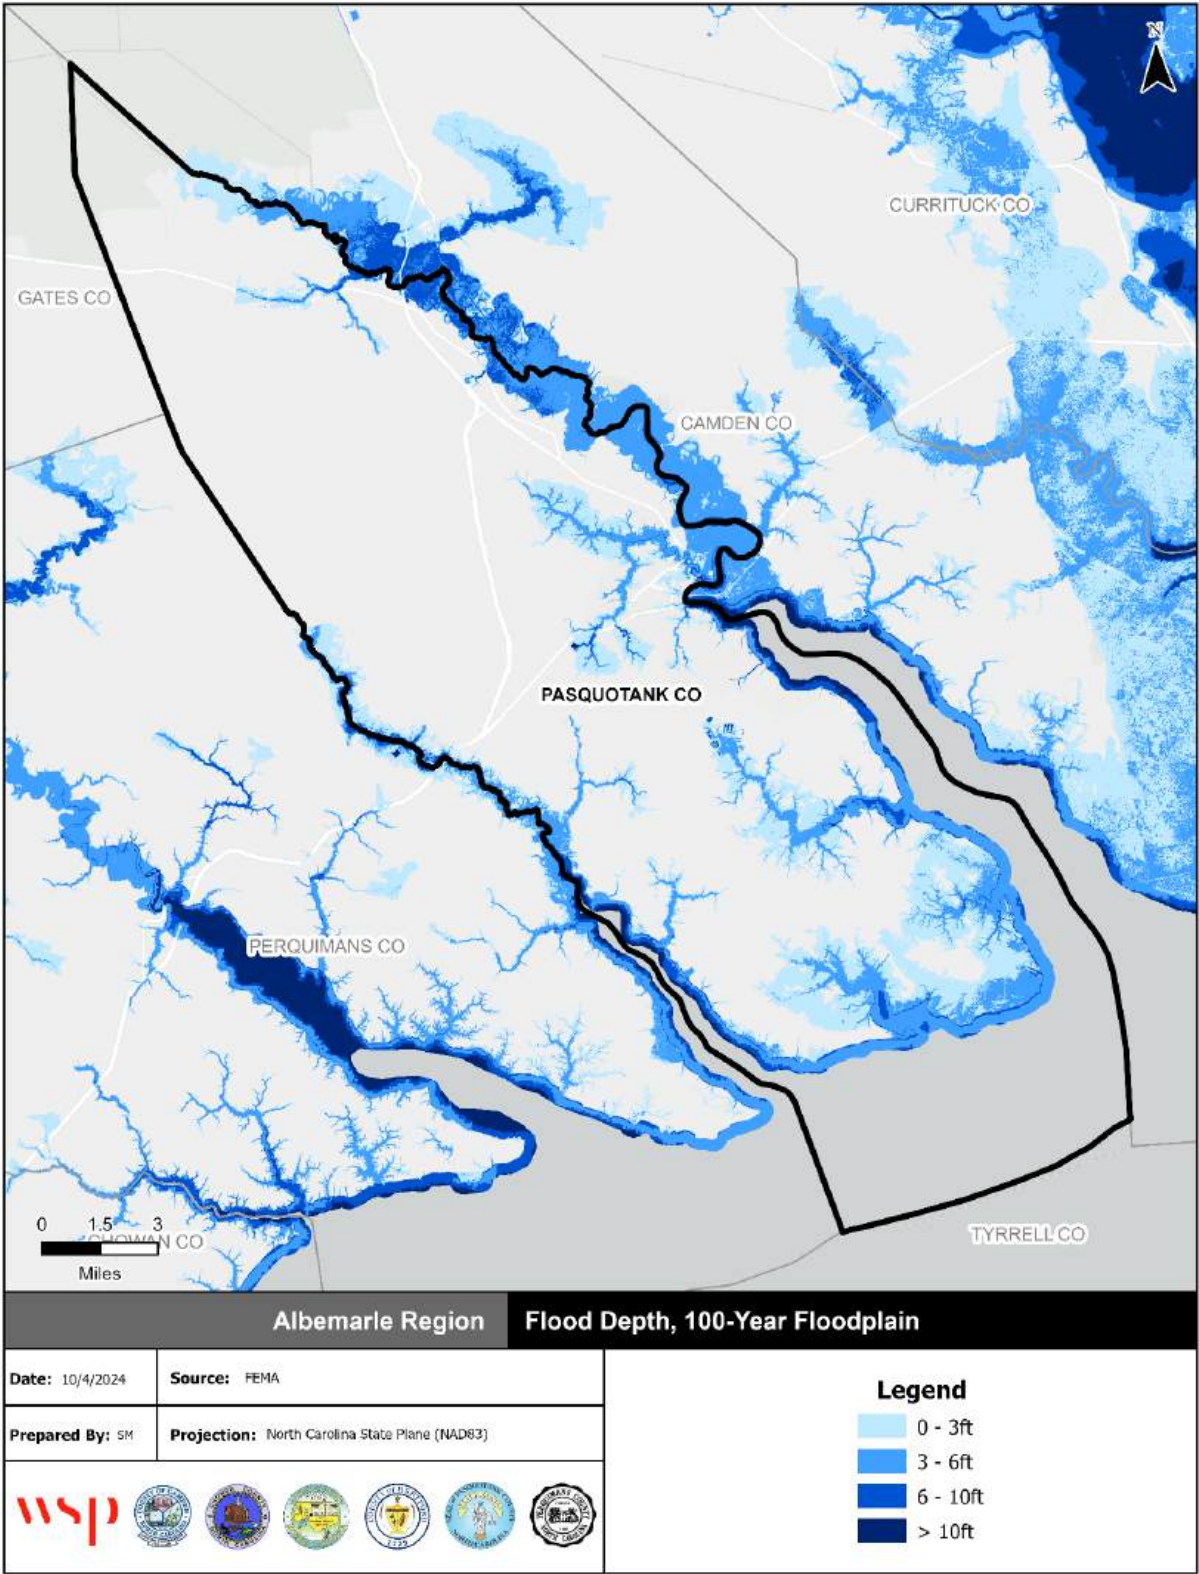 N
CURRITUCK CO
GATES CO
CAMDEN CO
PASQUOTANK CO
PERQUIMANS CO
0 1.5 3
CHOWAN CO
Miles
TYRRELL CO
Albemarle Region
Flood Depth, 100-Year Floodplain
Date: 10/4/2024
Source: FEMA
Prepared By: SM
Projection: North Carolina State Plane (NAD83)
wsp
Legend
0 - 3ft
3 - 6ft
6 - 10ft
> 10ft